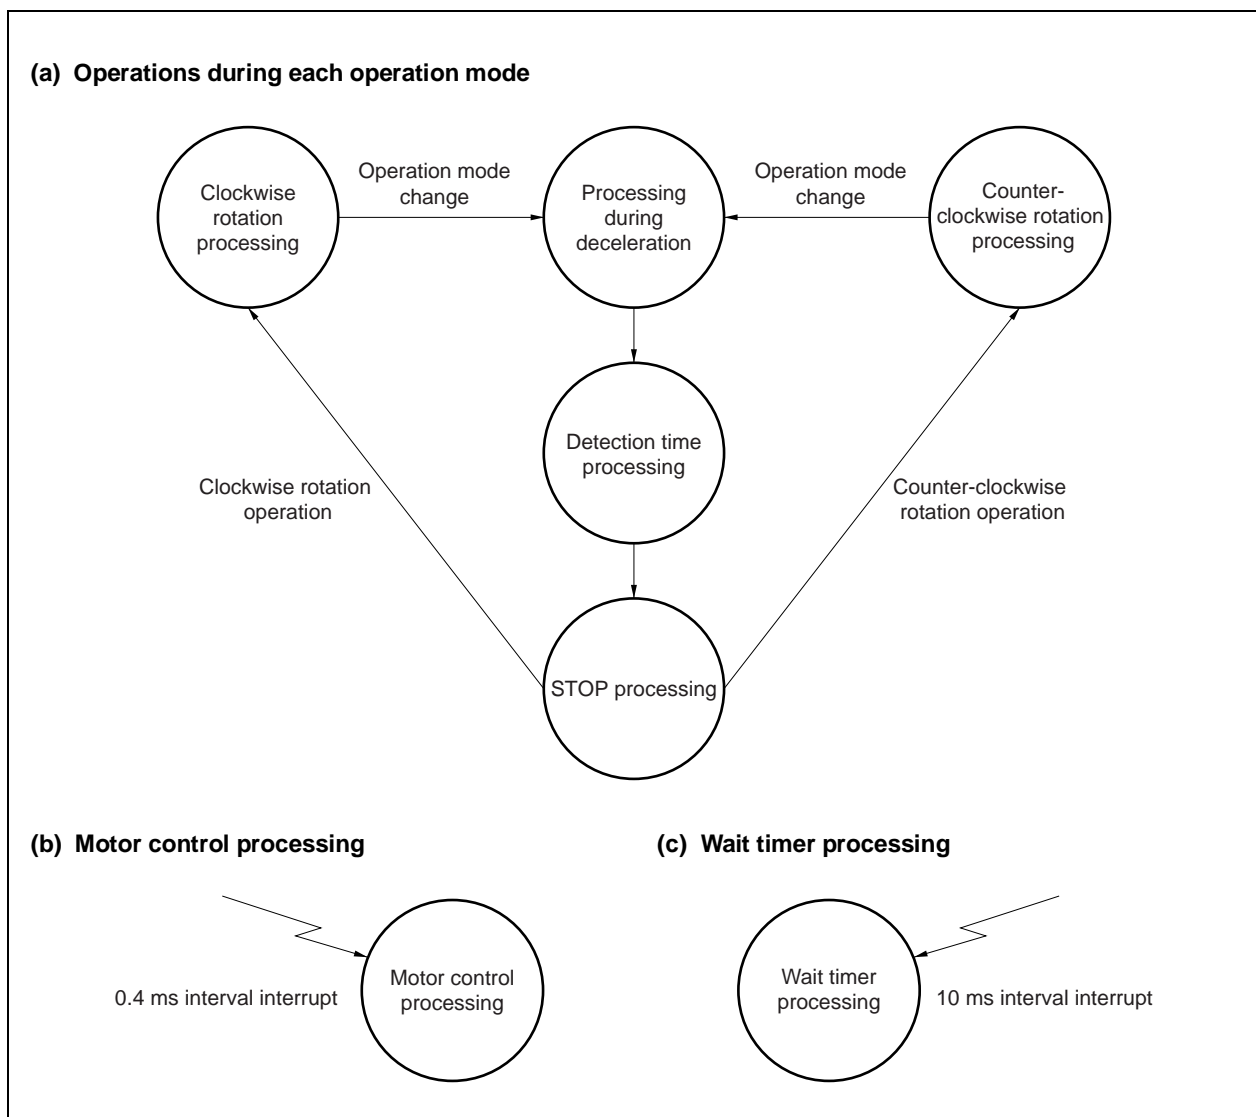 (a) Operations during each operation mode
Clockwise
rotation
processing
Operation mode
change
Processing
during
deceleration
Operation mode
change
Counter-
clockwise rotation
processing
Detection time
processing
Clockwise rotation
operation
Counter-clockwise
rotation operation
STOP processing
(b) Motor control processing
(c) Wait timer processing
0.4 ms interval interrupt
Motor control
processing
Wait timer
processing
10 ms interval interrupt